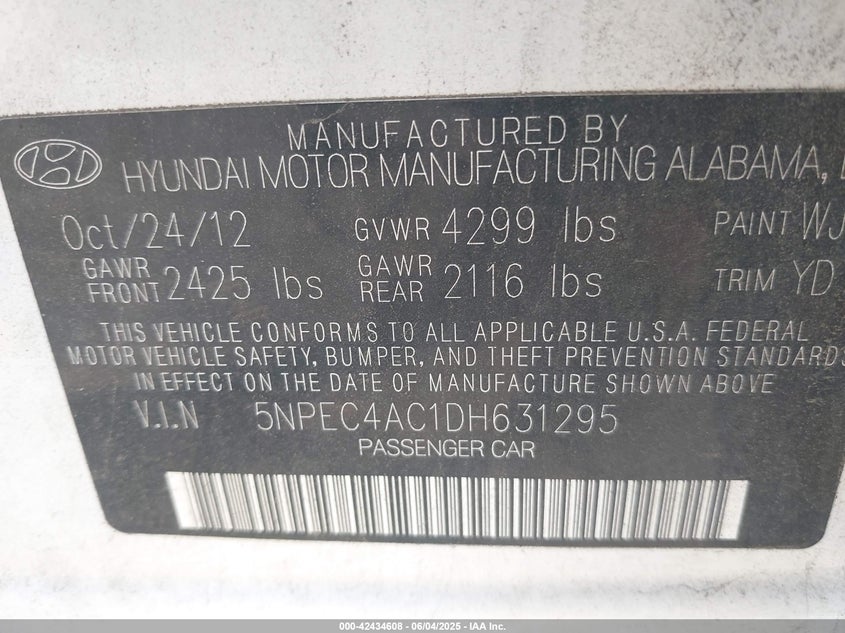 MANUFACTURED BY
HYUNDAI MOTOR MANUFACTURING ALABAMA,
Oct/24/12 GVWR 4299 lbs PAINT WJ
GAWR FRONT 2425 lbs GAWR REAR 2116 lbs TRIM YD
THIS VEHICLE CONFORMS TO ALL APPLICABLE U.S.A. FEDERAL
MOTOR VEHICLE SAFETY, BUMPER, AND THEFT PREVENTION STANDARDS
IN EFFECT ON THE DATE OF MANUFACTURE SHOWN ABOVE
V.I.N 5NPEC4AC1DH631295
PASSENGER CAR
000-42434608 - 06/04/2025 - IAA Inc.